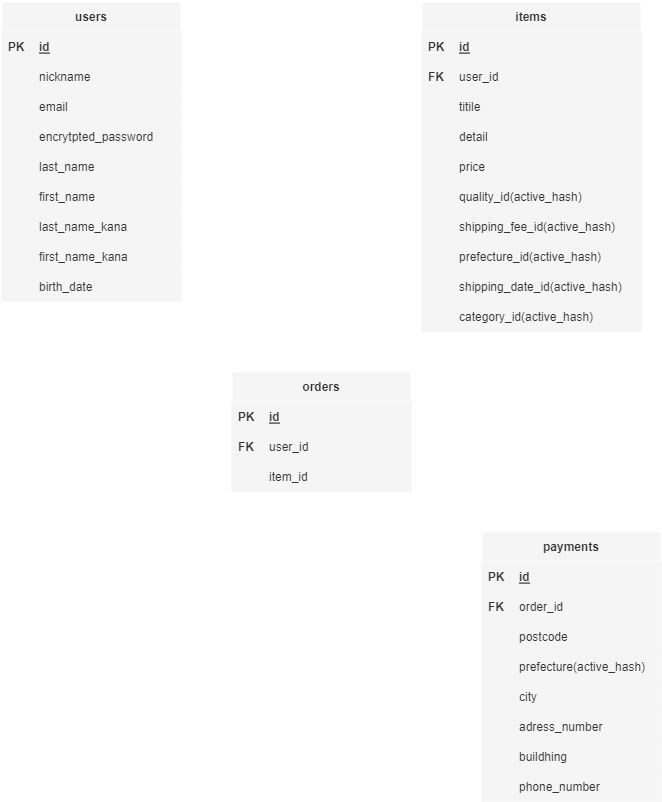 users
PK id
nickname
email
encrytpted_password
last_name
first_name
last_name_kana
first_name_kana
birth_date
items
PK id
FK user_id
titile
detail
price
quality_id(active_hash)
shipping_fee_id(active_hash)
prefecture_id(active_hash)
shipping_date_id(active_hash)
category_id(active_hash)
orders
PK id
FK user_id
item_id
payments
PK id
FK order_id
postcode
prefecture(active_hash)
city
adress_number
buildhing
phone_number